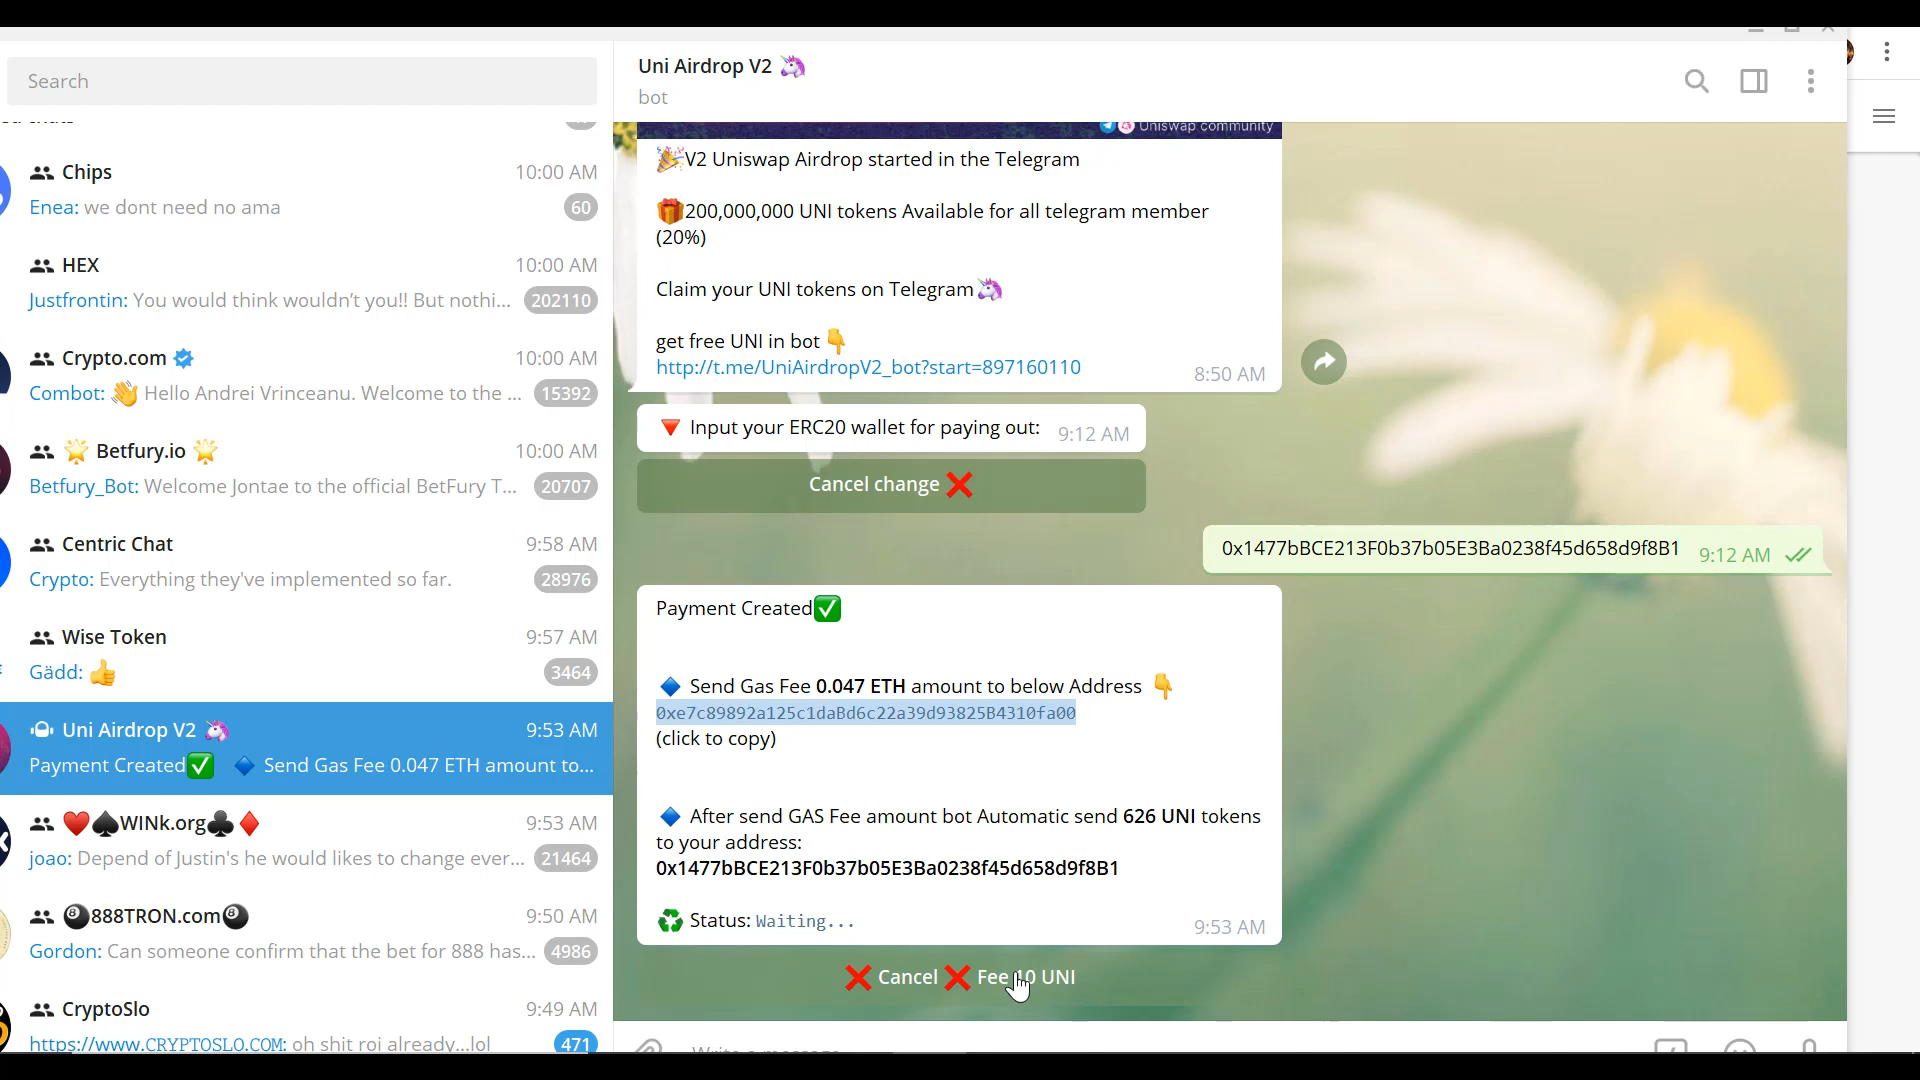 Search
Chips
10:00 AM
Enea: we dont need no ama
60
HEX
10:00 AM
Justfrontin: You would think wouldn't you!! But nothi...
202110
Crypto.com
10:00 AM
Combot: 👋 Hello Andrei Vrinceanu. Welcome to the ...
15392
🌟 Betfury.io 🌟
10:00 AM
Betfury_Bot: Welcome Jontae to the official BetFury T...
20707
Centric Chat
9:58 AM
Crypto: Everything they've implemented so far.
28976
Wise Token
9:57 AM
Gädd: 👍
3464
Uni Airdrop V2 🦄
9:53 AM
Payment Created✅ 🔷 Send Gas Fee 0.047 ETH amount to...
♥️♠️WINk.org♣️♦️
9:53 AM
joao: Depend of Justin's he would likes to change ever...
21464
🎱888TRON.com🎱
9:50 AM
Gordon: Can someone confirm that the bet for 888 has...
4986
CryptoSlo
9:49 AM
https://www.CRYPTOSLO.COM: oh shit roi already...lol
471
Uni Airdrop V2 🦄
bot
Uniswap community
🎉V2 Uniswap Airdrop started in the Telegram
🎁200,000,000 UNI tokens Available for all telegram member
(20%)
Claim your UNI tokens on Telegram🦄
get free UNI in bot 👇
http://t.me/UniAirdropV2_bot?start=897160110
8:50 AM
🔻 Input your ERC20 wallet for paying out:
9:12 AM
Cancel change ❌
0x1477bBCE213F0b37b05E3Ba0238f45d658d9f8B1
9:12 AM
Payment Created✅
🔷 Send Gas Fee 0.047 ETH amount to below Address 👇
0xe7c89892a125c1daBd6c22a39d93825B4310fa00
(click to copy)
🔷 After send GAS Fee amount bot Automatic send 626 UNI tokens
to your address:
0x1477bBCE213F0b37b05E3Ba0238f45d658d9f8B1
♻️ Status: Waiting...
9:53 AM
❌ Cancel ❌ Fee 10 UNI